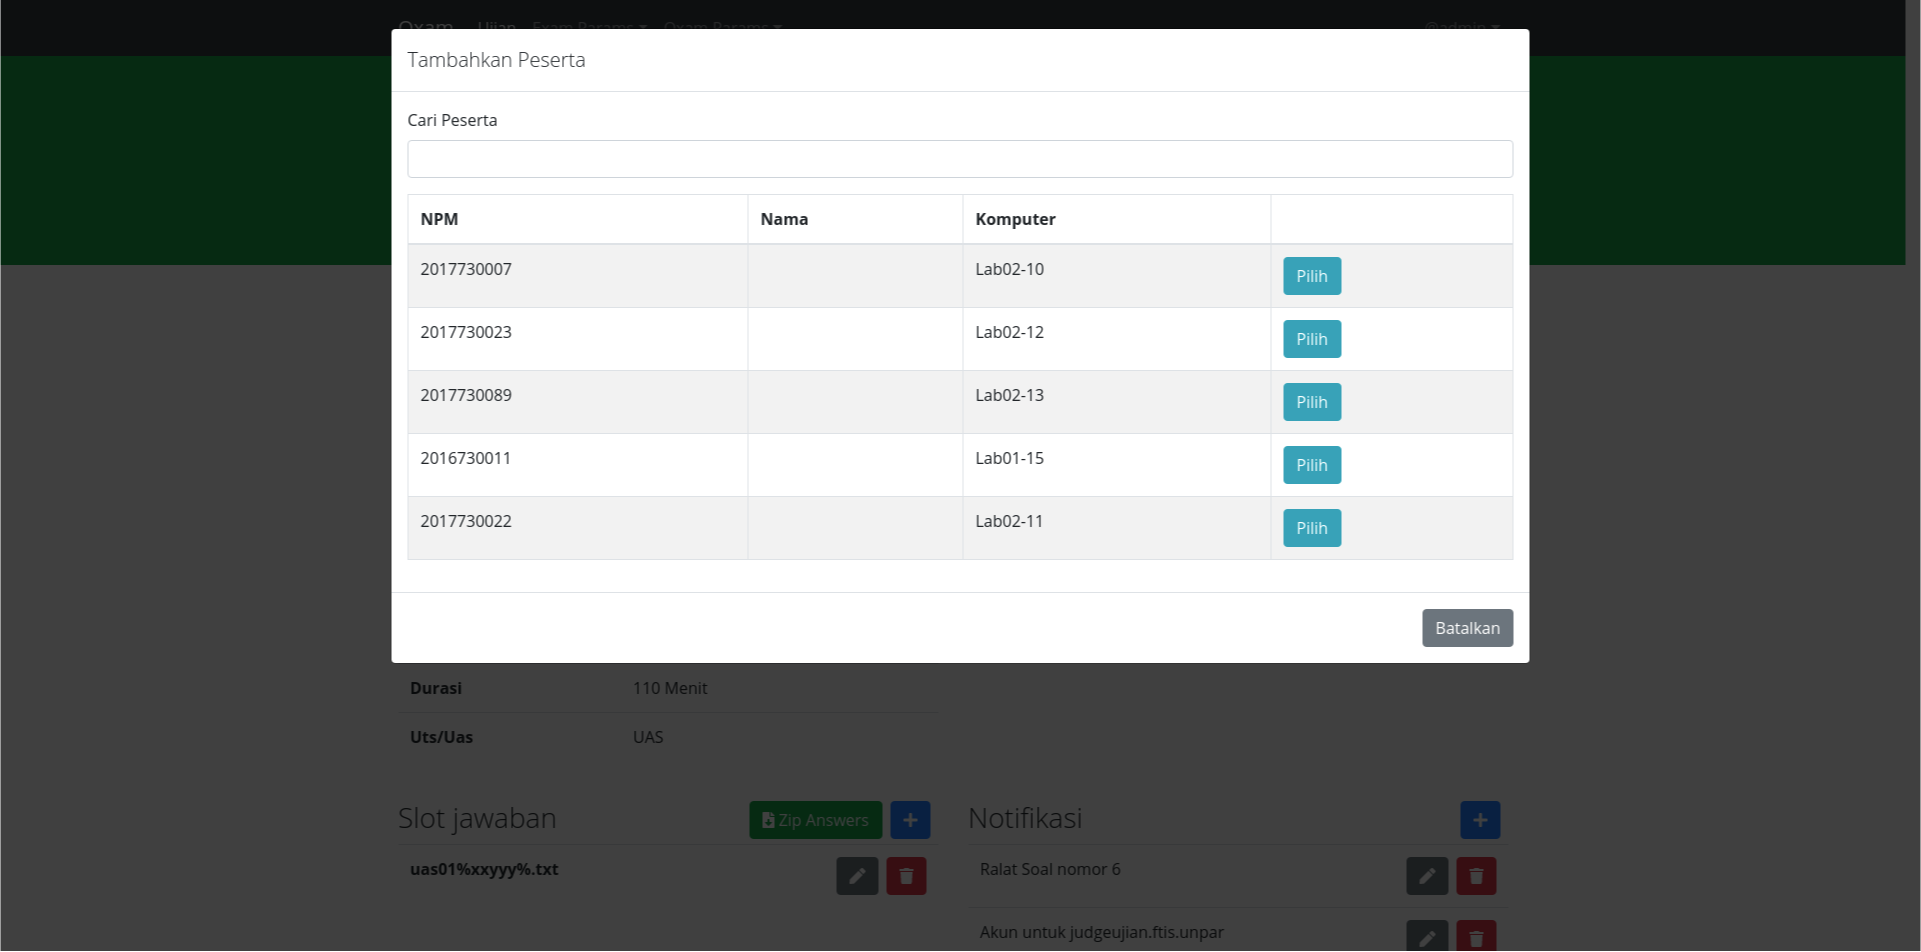 Oxam Ujian Exam Params Oxam Params @admin
Tambahkan Peserta
Cari Peserta
NPM Nama Komputer
2017730007 Lab02-10 Pilih
2017730023 Lab02-12 Pilih
2017730089 Lab02-13 Pilih
2016730011 Lab01-15 Pilih
2017730022 Lab02-11 Pilih
Batalkan
Durasi 110 Menit
Uts/Uas UAS
Slot jawaban Zip Answers
uas01%xxyyy%.txt
Notifikasi
Ralat Soal nomor 6
Akun untuk judgeujian.ftis.unpar